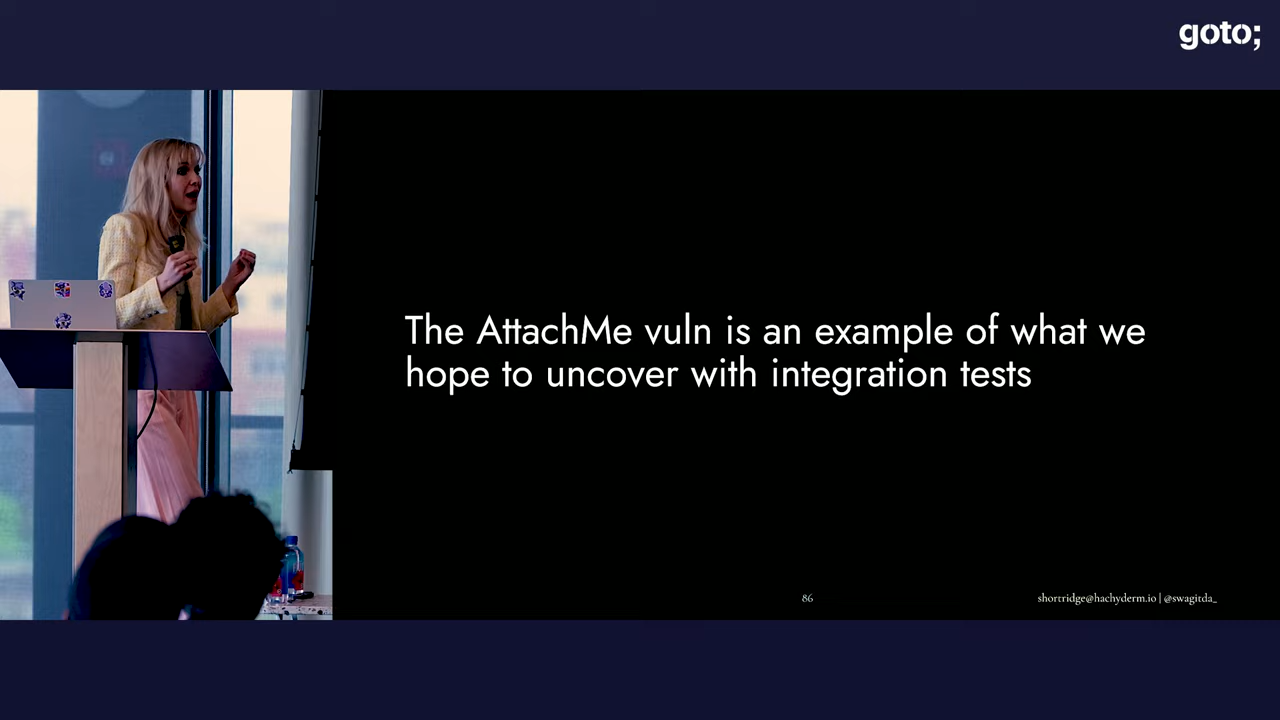 goto;
The AttachMe vuln is an example of what we
hope to uncover with integration tests
86
shortridge@hachyderm.io | @swagitda_